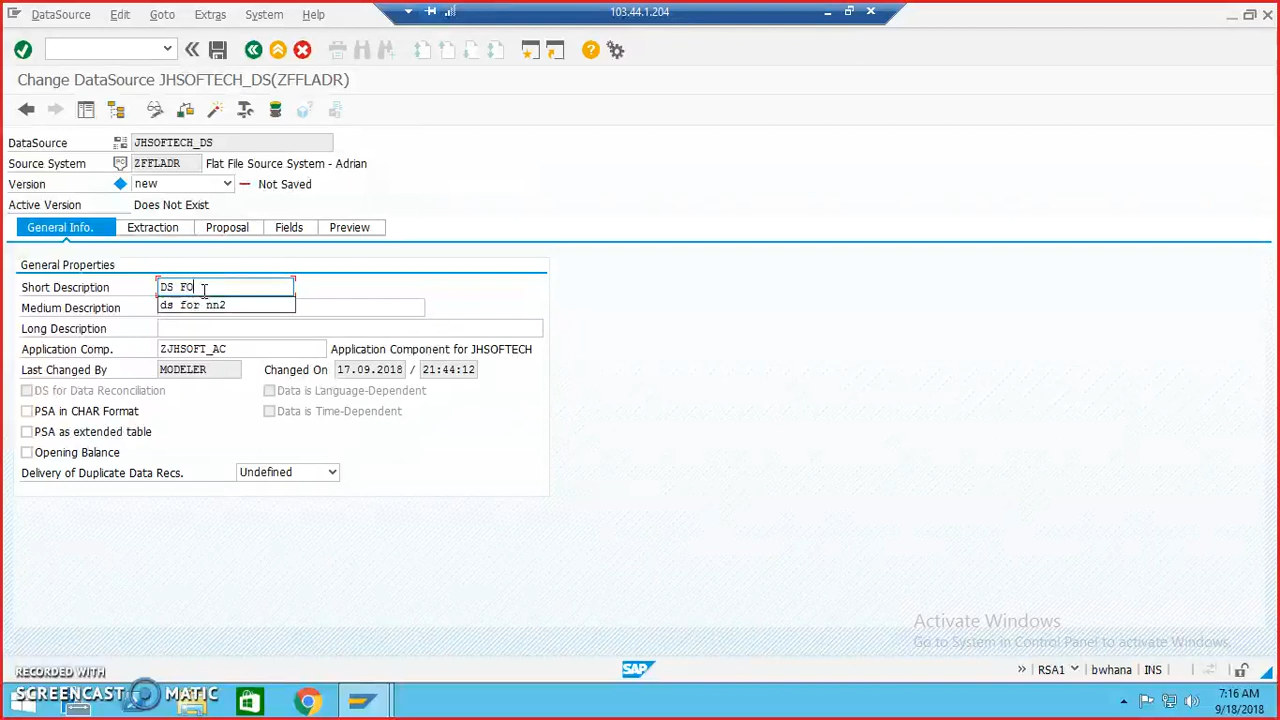 DataSource Edit Goto Extras System Help
103.44.1.204
Change DataSource JHSOFTECH_DS(ZFFLADR)
DataSource JHSOFTECH_DS
Source System ZFFLADR Flat File Source System - Adrian
Version new Not Saved
Active Version Does Not Exist
General Info. Extraction Proposal Fields Preview
General Properties
Short Description DS FO
ds for nn2
Medium Description
Long Description
Application Comp. ZJHSOFT_AC Application Component for JHSOFTECH
Last Changed By MODELER Changed On 17.09.2018 / 21:44:12
DS for Data Reconciliation Data is Language-Dependent
PSA in CHAR Format Data is Time-Dependent
PSA as extended table
Opening Balance
Delivery of Duplicate Data Recs. Undefined
Activate Windows
Go to System in Control Panel to activate Windows.
SAP
» RSA1 bwhana INS
RECORDED WITH
SCREENCAST MATIC
7:16 AM
9/18/2018